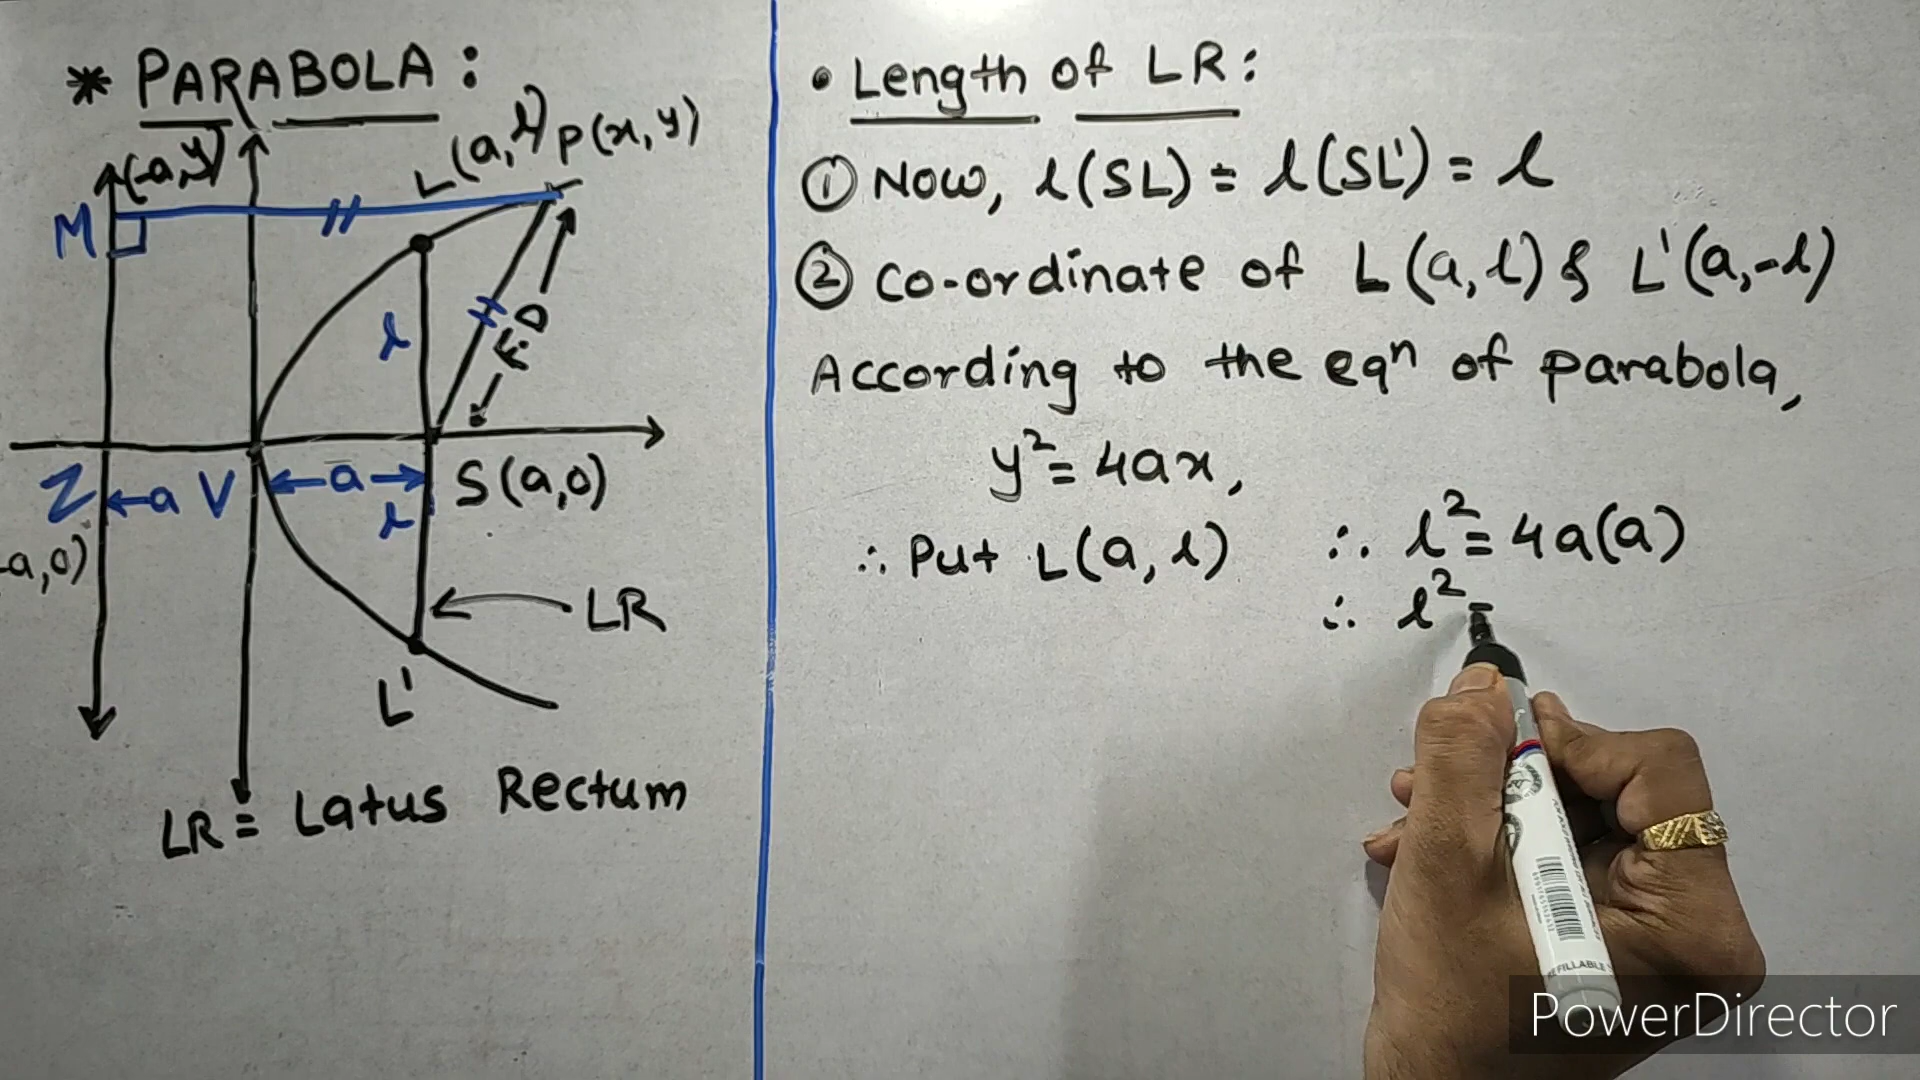 * PARABOLA :
(-a,y)
L(a,l)
P(x,y)
M
l
F.D
Z
a
V
a
S(a,0)
l
-a,0)
LR
L'
LR = Latus Rectum
• Length of LR:
① Now, l(SL) = l(SL') = l
② co-ordinate of L(a,l) & L'(a,-l)
According to the eqⁿ of parabola,
y² = 4ax,
∴ Put L(a,l)
∴ l² = 4a(a)
∴ l² =
REFILLABLE
PowerDirector